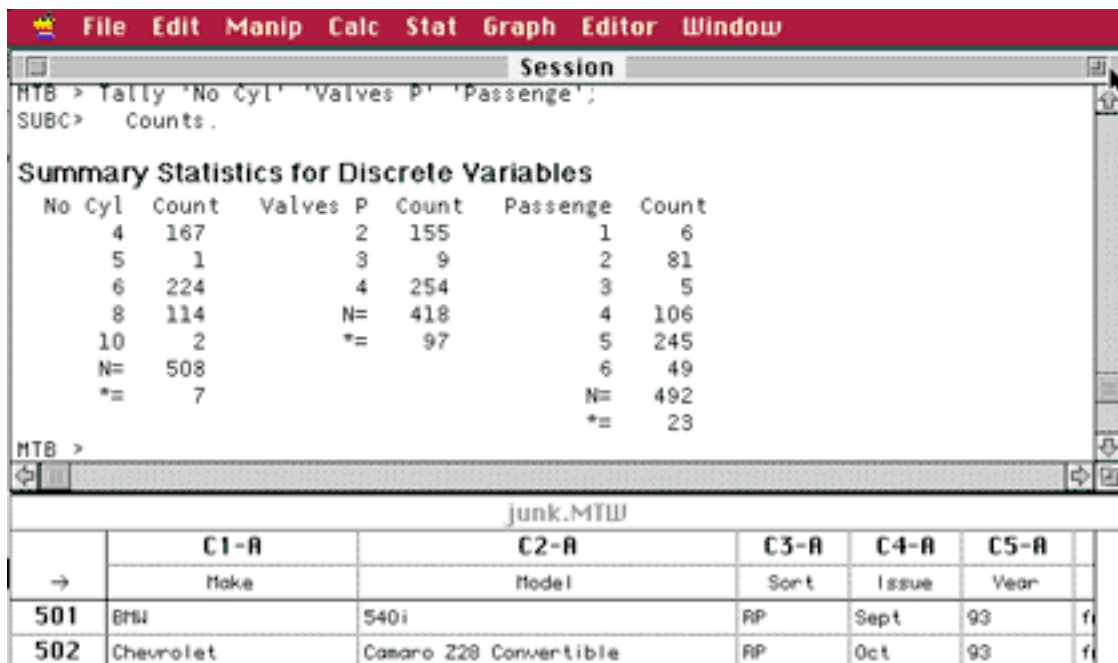 File Edit Manip Calc Stat Graph Editor Window
Session
MTB > Tally 'No Cyl' 'Valves P' 'Passenge';
SUBC> Counts.
Summary Statistics for Discrete Variables
No Cyl Count Valves P Count Passenge Count
4 167 2 155 1 6
5 1 3 9 2 81
6 224 4 254 3 5
8 114 N= 418 4 106
10 2 *= 97 5 245
N= 508 6 49
*= 7 N= 492
*= 23
MTB >
junk.MTW
C1-A C2-A C3-A C4-A C5-A
→ Make Model Sort Issue Year
501 BMW 540i RP Sept 93
502 Chevrolet Camaro Z28 Convertible RP Oct 93